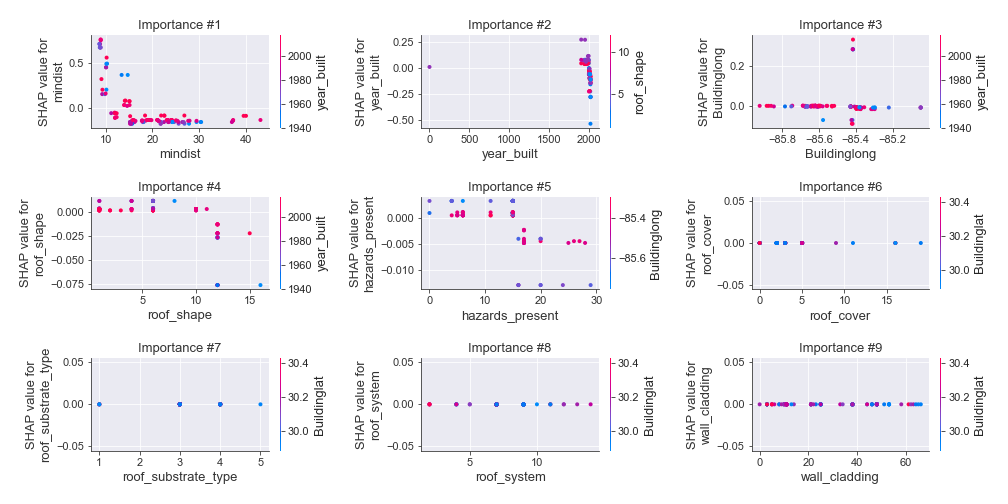 Importance #1
SHAP value for
mindist
0.5
0.0
10
20
30
40
mindist
2000
1980
1960
1940
year_built
Importance #2
SHAP value for
year_built
0.25
0.00
−0.25
−0.50
0
500
1000
1500
2000
year_built
10
5
roof_shape
Importance #3
SHAP value for
Buildinglong
0.2
0.0
−85.8
−85.6
−85.4
−85.2
Buildinglong
2000
1980
1960
1940
year_built
Importance #4
SHAP value for
roof_shape
0.000
−0.025
−0.050
−0.075
5
10
15
roof_shape
2000
1980
1960
1940
year_built
Importance #5
SHAP value for
hazards_present
0.000
−0.005
−0.010
0
10
20
30
hazards_present
−85.4
−85.6
Buildinglong
Importance #6
SHAP value for
roof_cover
0.05
0.00
−0.05
0
5
10
15
roof_cover
30.4
30.2
30.0
Buildinglat
Importance #7
SHAP value for
roof_substrate_type
0.05
0.00
−0.05
1
2
3
4
5
roof_substrate_type
30.4
30.2
30.0
Buildinglat
Importance #8
SHAP value for
roof_system
0.05
0.00
−0.05
5
10
roof_system
30.4
30.2
30.0
Buildinglat
Importance #9
SHAP value for
wall_cladding
0.05
0.00
−0.05
0
20
40
60
wall_cladding
30.4
30.2
30.0
Buildinglat